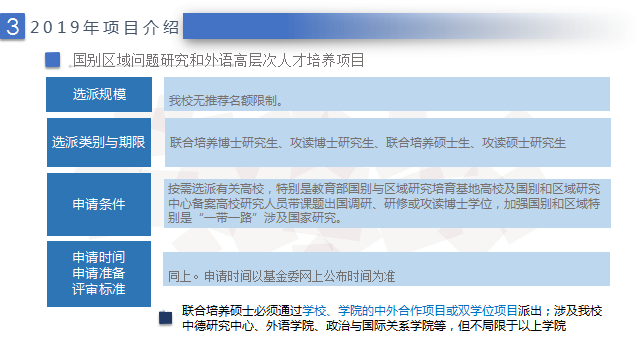 3 2019年项目介绍
国别区域问题研究和外语高层次人才培养项目
选派规模
我校无推荐名额限制。
选派类别与期限
联合培养博士研究生、攻读博士研究生、联合培养硕士生、攻读硕士研究生
申请条件
按需选派有关高校，特别是教育部国别与区域研究培育基地高校及国别和区域研究
中心备案高校研究人员带课题出国调研、研修或攻读博士学位，加强国别和区域特
别是“一带一路”涉及国家研究。
申请时间
申请准备
评审标准
同上。申请时间以基金委网上公布时间为准
联合培养硕士必须通过学校、学院的中外合作项目或双学位项目派出；涉及我校
中德研究中心、外语学院、政治与国际关系学院等，但不局限于以上学院